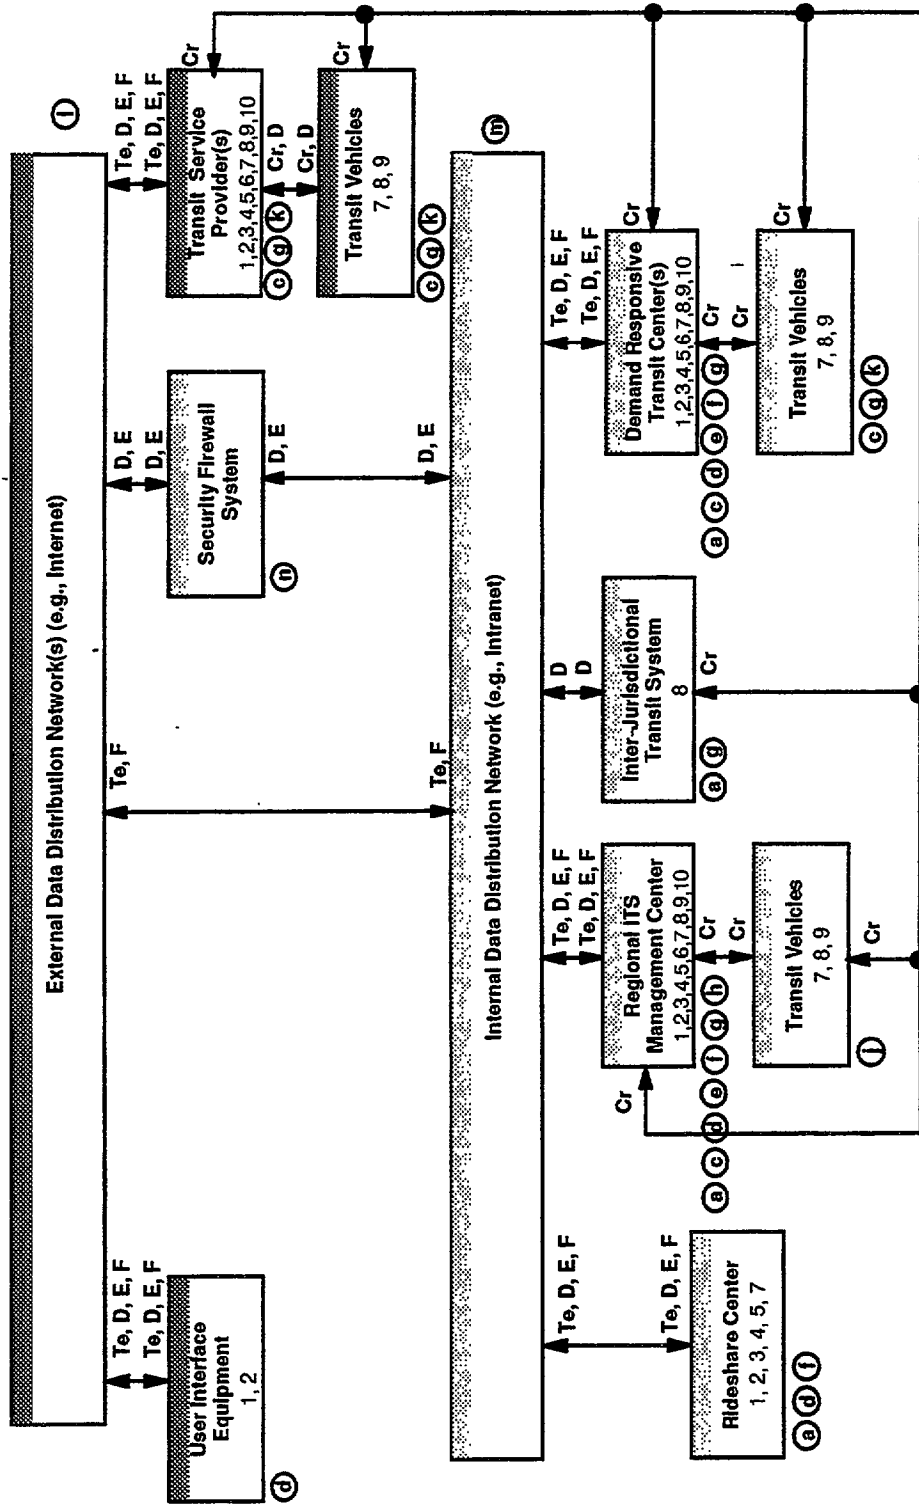 External Data Distribution Network(s) (e.g., Internet)
l
Te, D, E, F
Te, D, E, F
User Interface
Equipment
1, 2
d
Te, F
Te, F
D, E
D, E
Security Firewall
System
n
D, E
D, E
Te, D, E, F
Te, D, E, F
Transit Service
Provider(s)
1,2,3,4,5,6,7,8,9,10
c g k
Cr
Cr, D
Cr, D
Transit Vehicles
7, 8, 9
c g k
Cr
Internal Data Distribution Network (e.g., Intranet)
m
Te, D, E, F
Te, D, E, F
Rideshare Center
1, 2, 3, 4, 5, 7
a d f
Te, D, E, F
Te, D, E, F
Regional ITS
Management Center
1,2,3,4,5,6,7,8,9,10
Cr
a c d e f g h
Cr
Cr
Transit Vehicles
7, 8, 9
j
Cr
D
D
Inter-Jurisdictional
Transit System
8
a g
Cr
Te, D, E, F
Te, D, E, F
Demand Responsive
Transit Center(s)
1,2,3,4,5,6,7,8,9,10
Cr
a c d e f g
Cr
Cr
Transit Vehicles
7, 8, 9
c g k
Cr